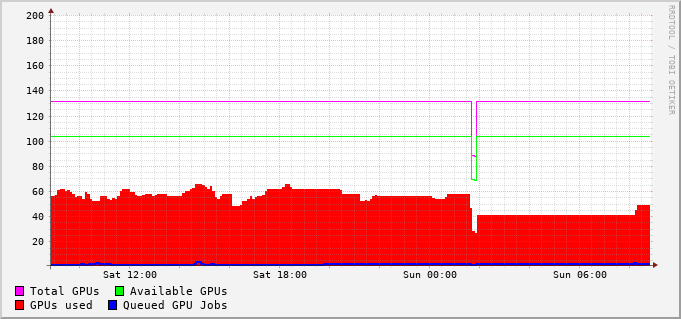 200
180
160
140
120
100
80
60
40
20
Sat 12:00 Sat 18:00 Sun 00:00 Sun 06:00
Total GPUs Available GPUs
GPUs used Queued GPU Jobs
RRDTOOL / TOBI OETIKER